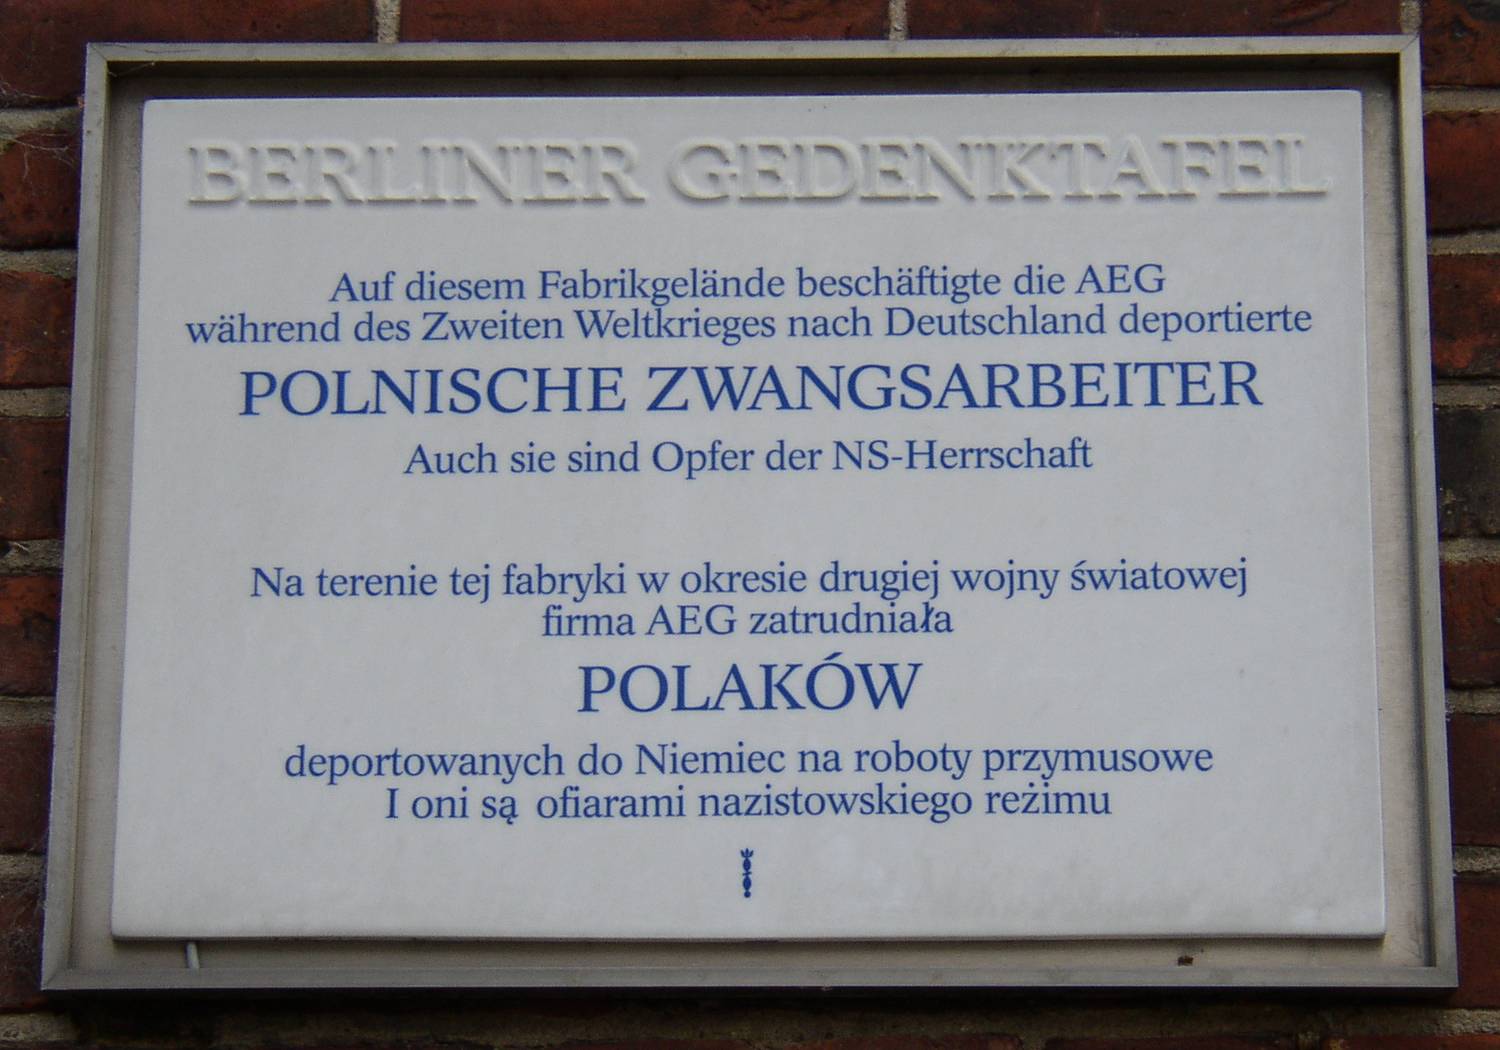 BERLINER GEDENKTAFEL
Auf diesem Fabrikgelände beschäftigte die AEG
während des Zweiten Weltkrieges nach Deutschland deportierte
POLNISCHE ZWANGSARBEITER
Auch sie sind Opfer der NS-Herrschaft
Na terenie tej fabryki w okresie drugiej wojny światowej
firma AEG zatrudniała
POLAKÓW
deportowanych do Niemiec na roboty przymusowe
I oni są ofiarami nazistowskiego reżimu